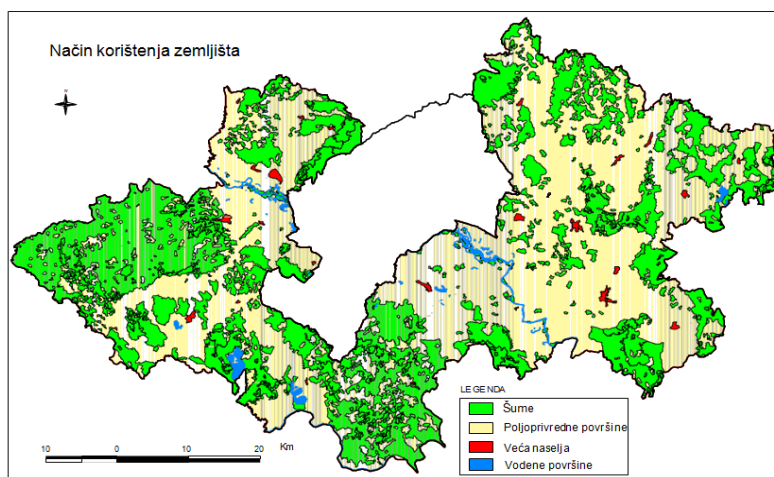 Način korištenja zemljišta
N
LEGENDA
Šume
Poljoprivredne površine
Veća naselja
Vodene površine
10 0 10 20 Km